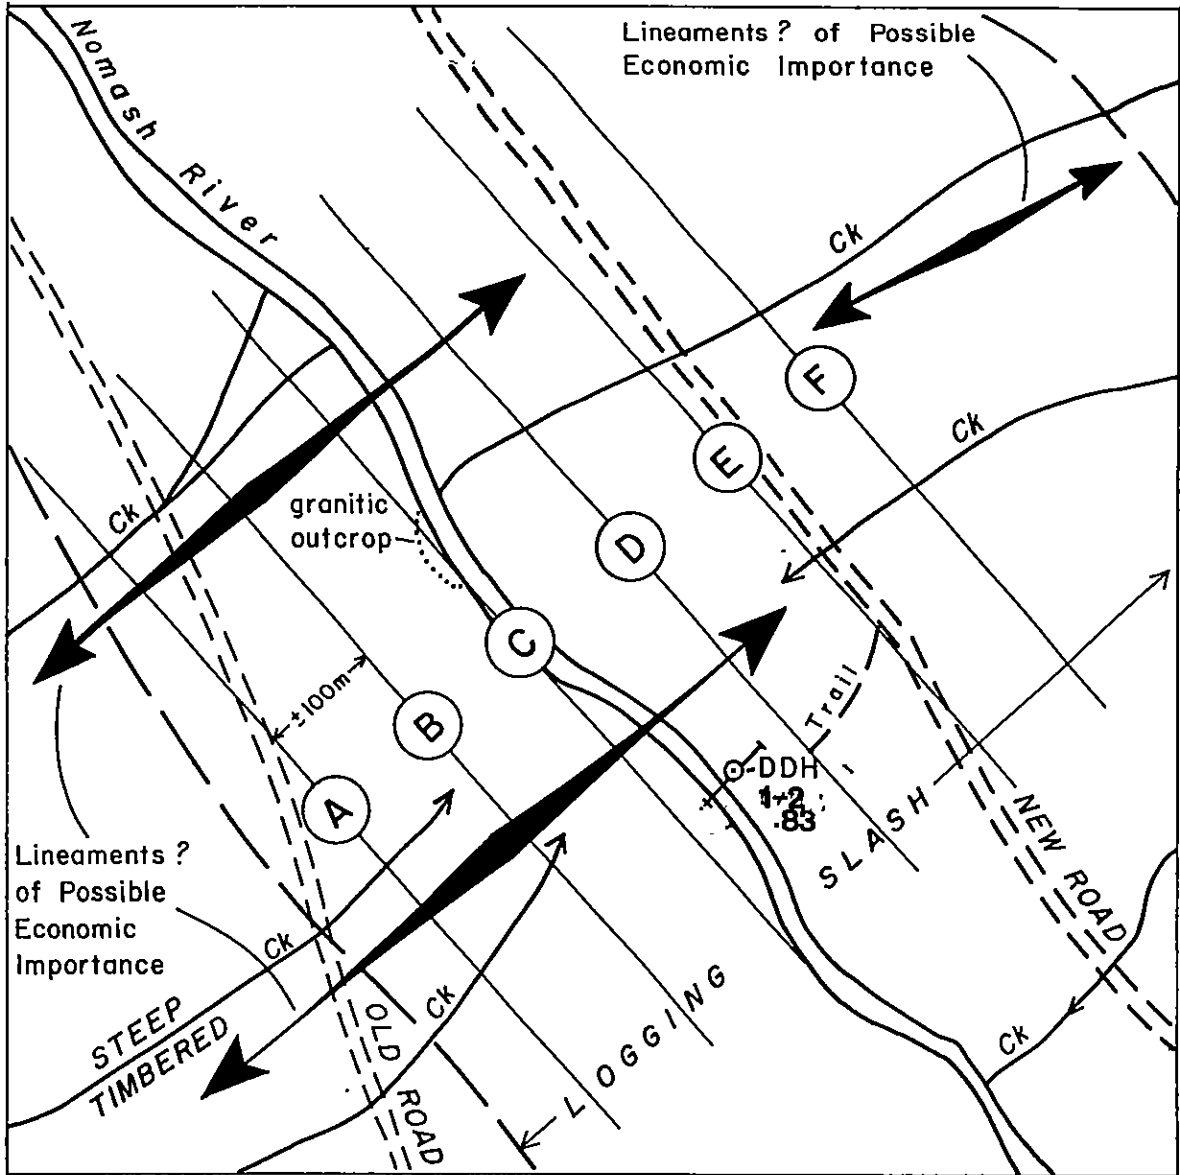 Nomash River
Lineaments ? of Possible
Economic Importance
Ck
F
Ck
E
Ck
granitic
outcrop
D
C
±100m
B
Trail
A
DDH
1+2
.83
SLASH
NEW ROAD
Lineaments ?
of Possible
Economic
Importance
Ck
STEEP
TIMBERED
OLD ROAD
Ck
LOGGING
Ck